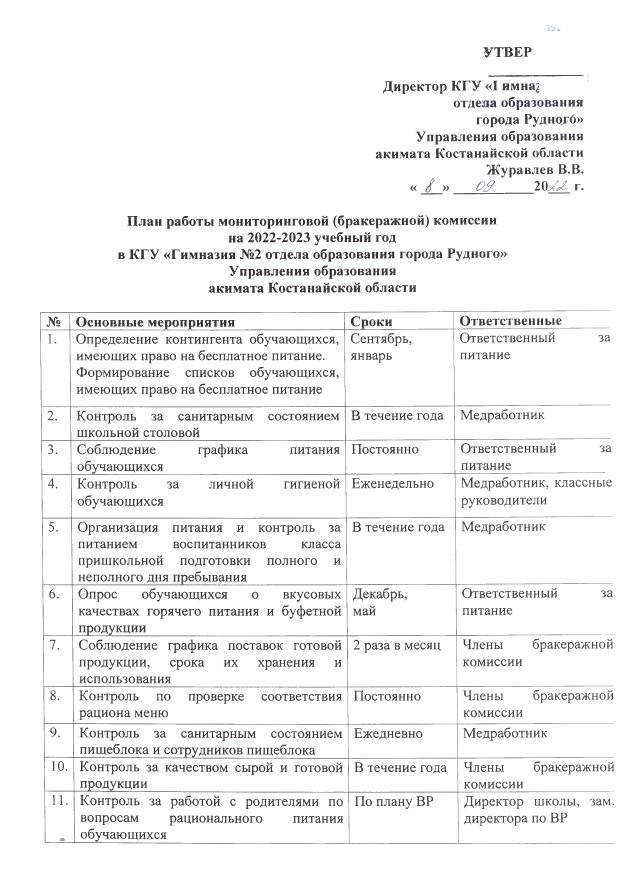 УТВЕР
Директор КГУ
отдела образования
города Рудного»
Управления образования
акимата Костанайской области
Журавлев В.В.
« 8 » 09 2022 г.
План работы мониторинговой (бракеражной) комиссии
на 2022-2023 учебный год
в КГУ «Гимназия №2 отдела образования города Рудного»
Управления образования
акимата Костанайской области
№ Основные мероприятия Сроки Ответственные
1. Определение контингента обучающихся, Сентябрь, Ответственный за
имеющих право на бесплатное питание. январь питание
Формирование списков обучающихся,
имеющих право на бесплатное питание
2. Контроль за санитарным состоянием В течение года Медработник
школьной столовой
3. Соблюдение графика питания Постоянно Ответственный за
обучающихся питание
4. Контроль за личной гигиеной Еженедельно Медработник, классные
обучающихся руководители
5. Организация питания и контроль за В течение года Медработник
питанием воспитанников класса
пришкольной подготовки полного и
неполного дня пребывания
6. Опрос обучающихся о вкусовых Декабрь, Ответственный за
качествах горячего питания и буфетной май питание
продукции
7. Соблюдение графика поставок готовой 2 раза в месяц Члены бракеражной
продукции, срока их хранения и комиссии
использования
8. Контроль по проверке соответствия Постоянно Члены бракеражной
рациона меню комиссии
9. Контроль за санитарным состоянием Ежедневно Медработник
пищеблока и сотрудников пищеблока
10. Контроль за качеством сырой и готовой В течение года Члены бракеражной
продукции комиссии
11. Контроль за работой с родителями по По плану ВР Директор школы, зам.
вопросам рационального питания директора по ВР
обучающихся